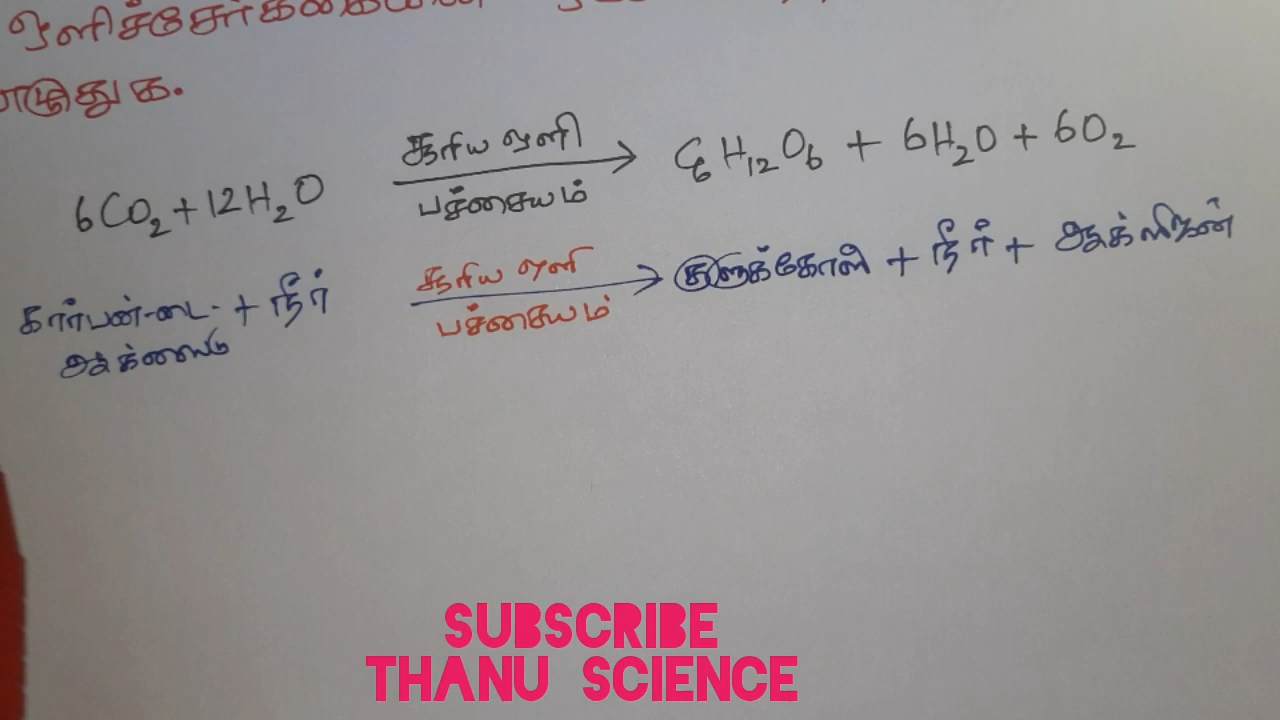 ஒளிச்சேர்க்கையின்
எழுதுக.
6CO₂ + 12H₂O சூரிய ஒளி பச்சையம் → C₆H₁₂O₆ + 6H₂O + 6O₂
கார்பன்-டை- + நீர் சூரிய ஒளி பச்சையம் → குளுக்கோஸ் + நீர் + ஆக்ஸிஜன்
ஆக்ஸைடு
SUBSCRIBE
THANU SCIENCE